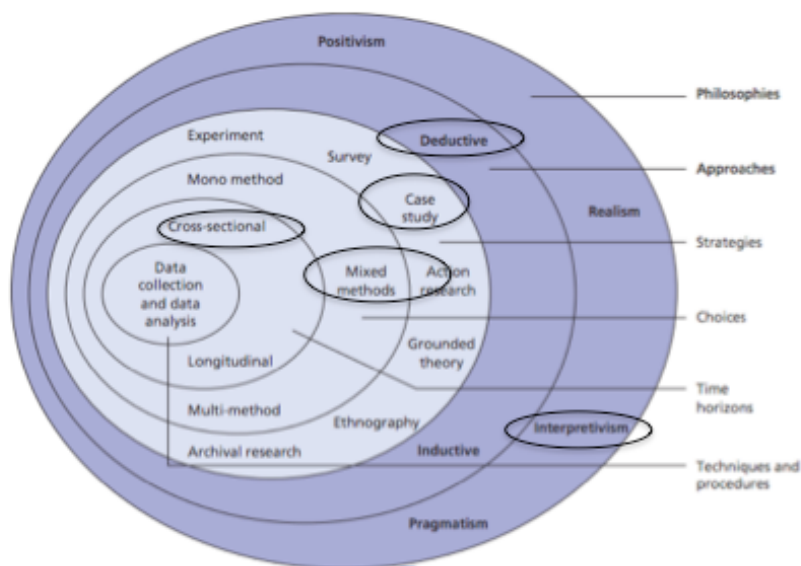 Positivism
Philosophies
Experiment
Deductive
Survey
Approaches
Mono method
Case
study
Realism
Cross-sectional
Strategies
Data
collection
and data
analysis
Mixed
methods
Action
research
Choices
Grounded
theory
Longitudinal
Time
horizons
Multi-method
Ethnography
Interpretivism
Archival research
Inductive
Techniques and
procedures
Pragmatism